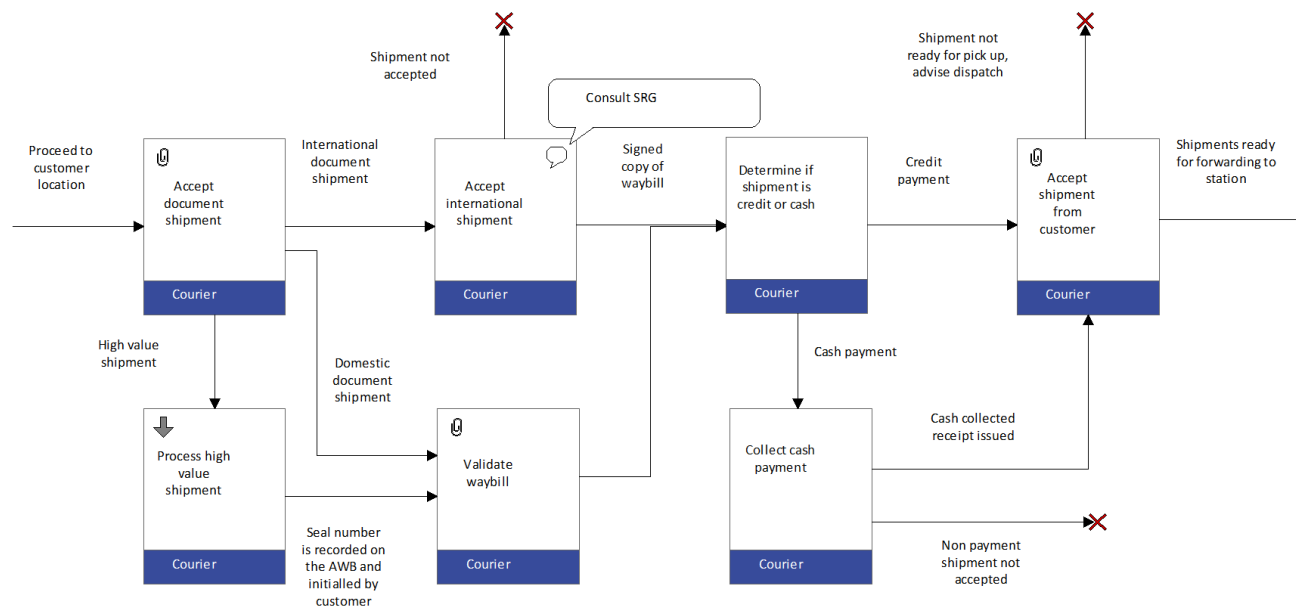 Shipment not
accepted
Shipment not
ready for pick up,
advise dispatch
Consult SRG
Proceed to
customer
location
Accept
document
shipment
Courier
International
document
shipment
Accept
international
shipment
Courier
Signed
copy of
waybill
Determine if
shipment is
credit or cash
Courier
Credit
payment
Accept
shipment
from
customer
Courier
Shipments ready
for forwarding to
station
High value
shipment
Domestic
document
shipment
Cash payment
Process high
value
shipment
Courier
Seal number
is recorded on
the AWB and
initialled by
customer
Validate
waybill
Courier
Collect cash
payment
Courier
Cash collected
receipt issued
Non payment
shipment not
accepted